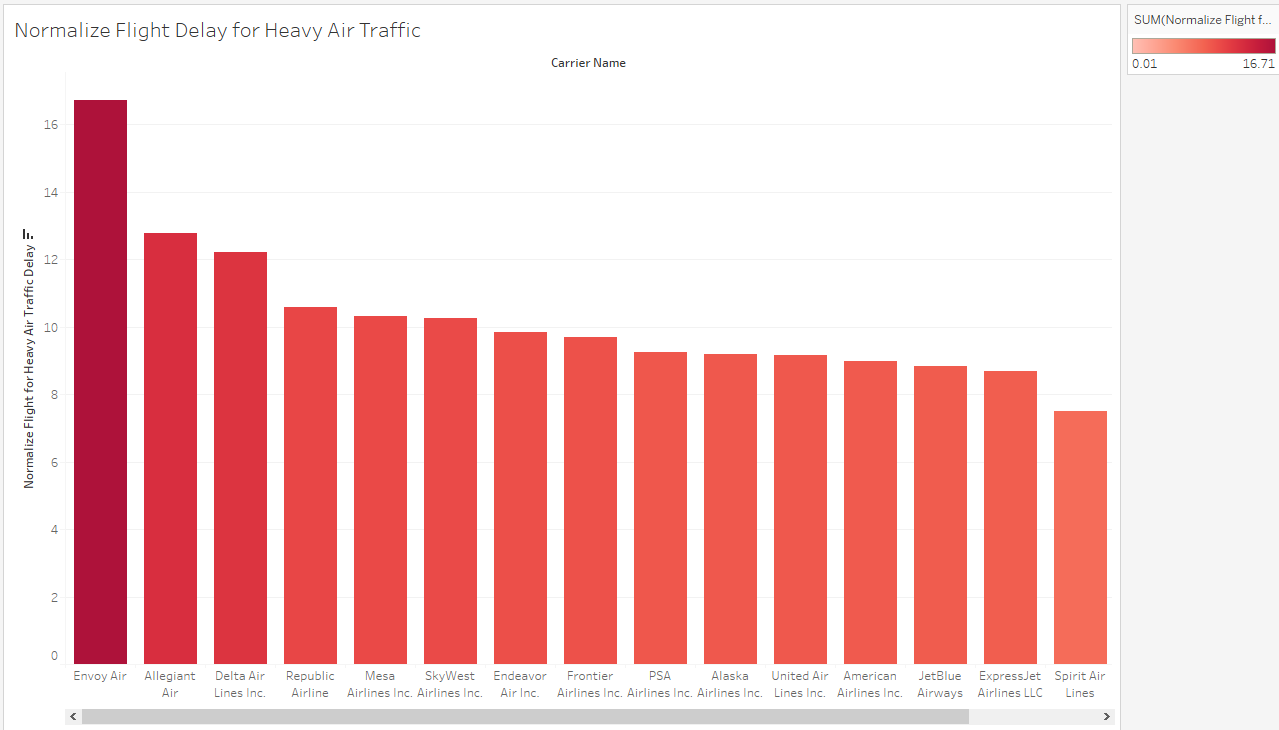 Normalize Flight Delay for Heavy Air Traffic
SUM(Normalize Flight f...
0.01 16.71
Carrier Name
Normalize Flight for Heavy Air Traffic Delay
16
14
12
10
8
6
4
2
0
Envoy Air
Allegiant
Air
Delta Air
Lines Inc.
Republic
Airline
Mesa
Airlines Inc.
SkyWest
Airlines Inc.
Endeavor
Air Inc.
Frontier
Airlines Inc.
PSA
Airlines Inc.
Alaska
Airlines Inc.
United Air
Lines Inc.
American
Airlines Inc.
JetBlue
Airways
ExpressJet
Airlines LLC
Spirit Air
Lines